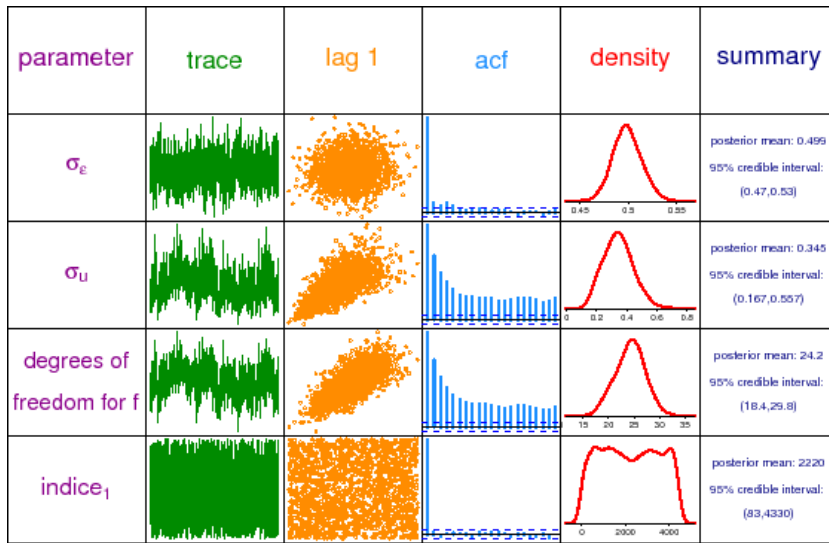 parameter trace lag 1 acf density summary
σε
0.45 0.5 0.55
posterior mean: 0.499
95% credible interval:
(0.47,0.53)
σu
0 0.2 0.4 0.6 0.8
posterior mean: 0.345
95% credible interval:
(0.167,0.557)
degrees of
freedom for f
15 20 25 30 35
posterior mean: 24.2
95% credible interval:
(18.4,29.8)
indice1
0 2000 4000
posterior mean: 2220
95% credible interval:
(83,4330)